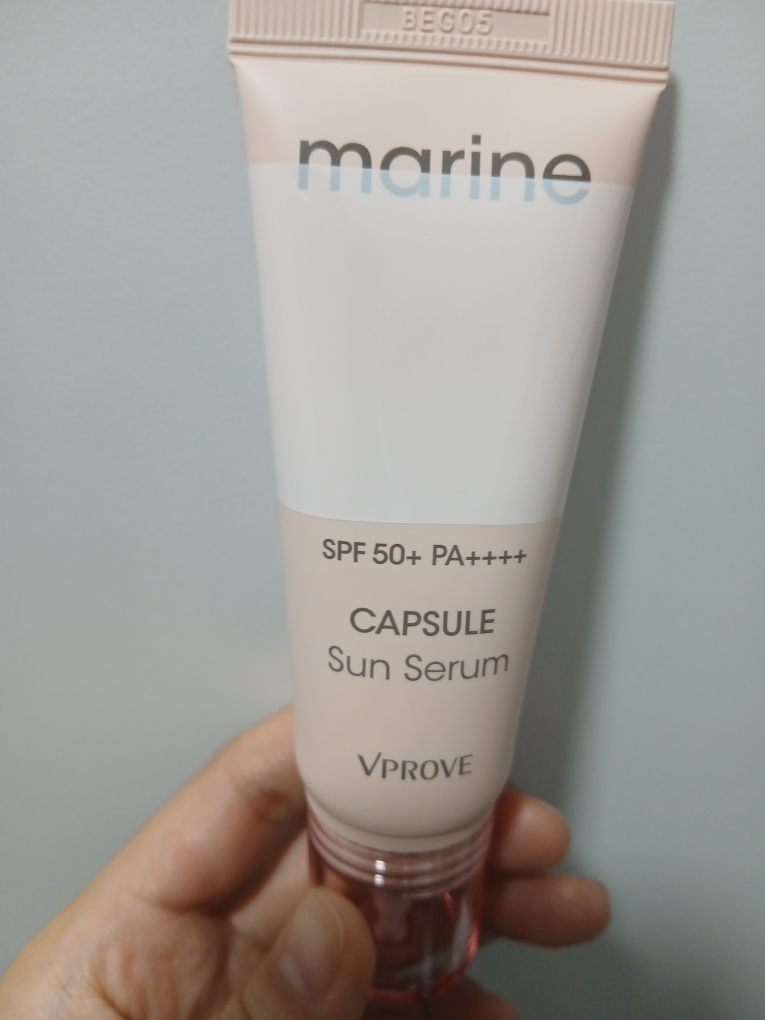 BEG05
marine
SPF 50+ PA++++
CAPSULE
Sun Serum
VPROVE